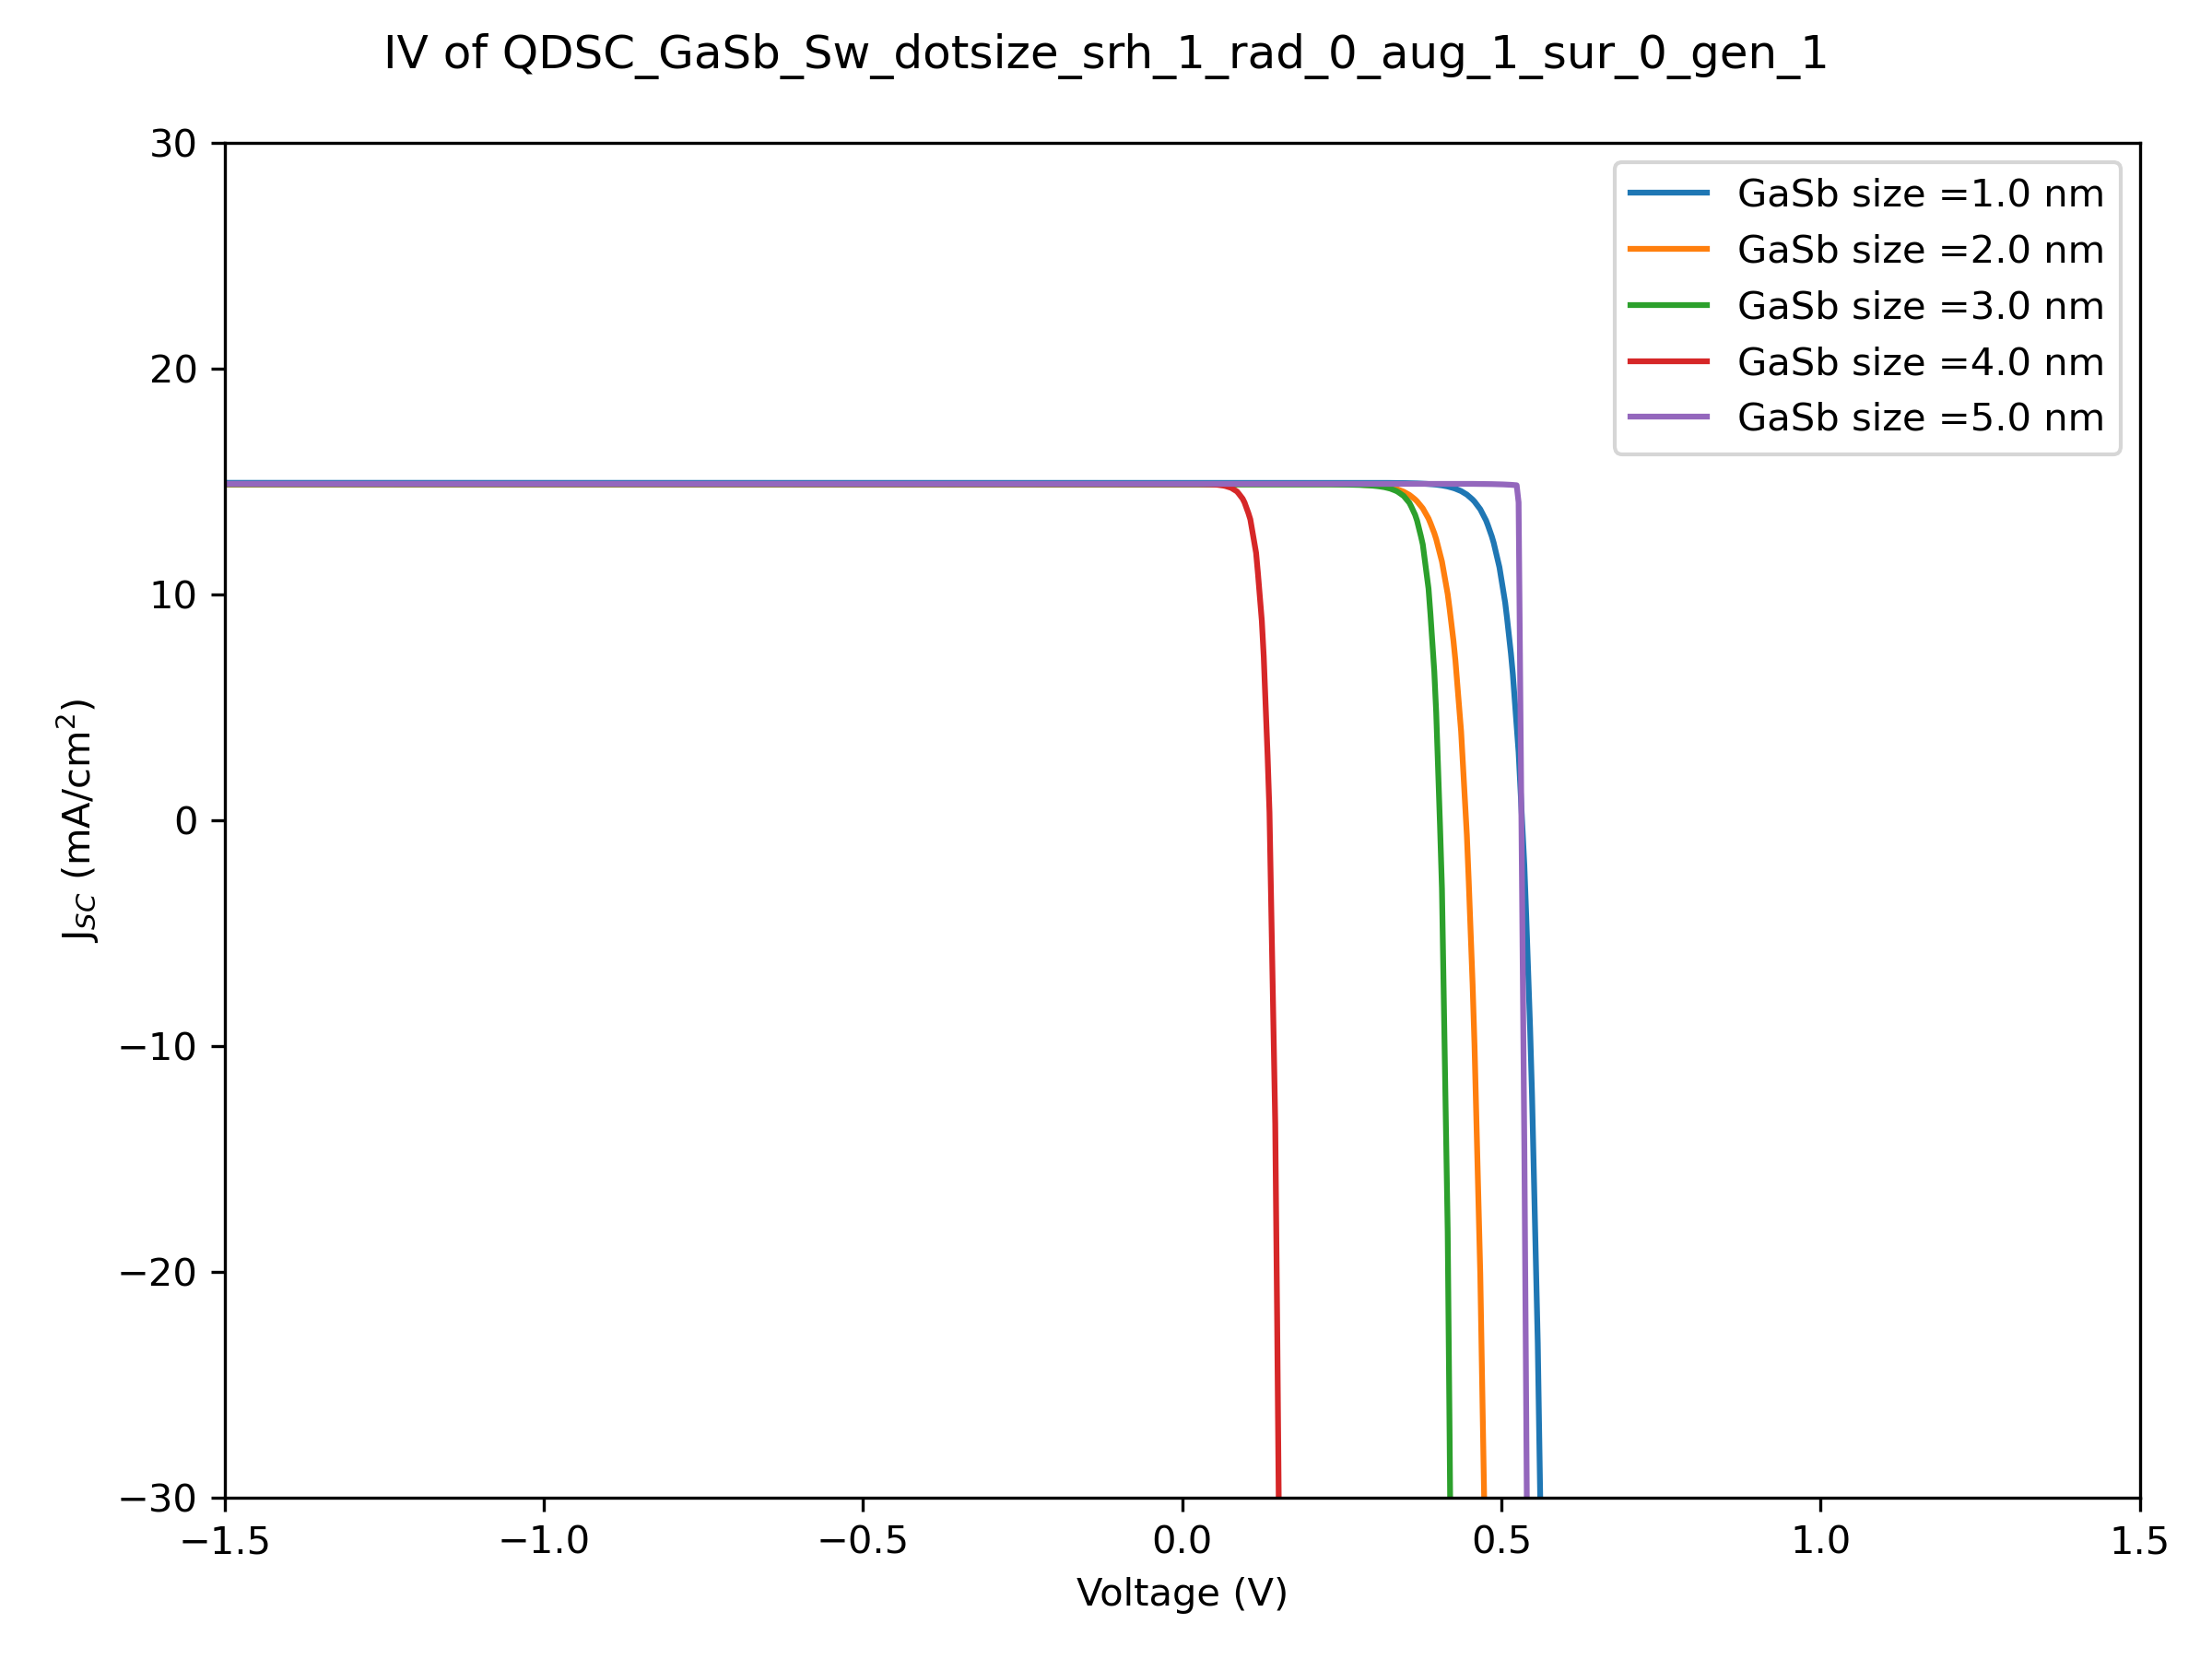 IV of QDSC_GaSb_Sw_dotsize_srh_1_rad_0_aug_1_sur_0_gen_1
30
20
10
0
−10
−20
−30
J$_{SC}$ (mA/cm²)
GaSb size =1.0 nm
GaSb size =2.0 nm
GaSb size =3.0 nm
GaSb size =4.0 nm
GaSb size =5.0 nm
−1.5 −1.0 −0.5 0.0 0.5 1.0 1.5
Voltage (V)